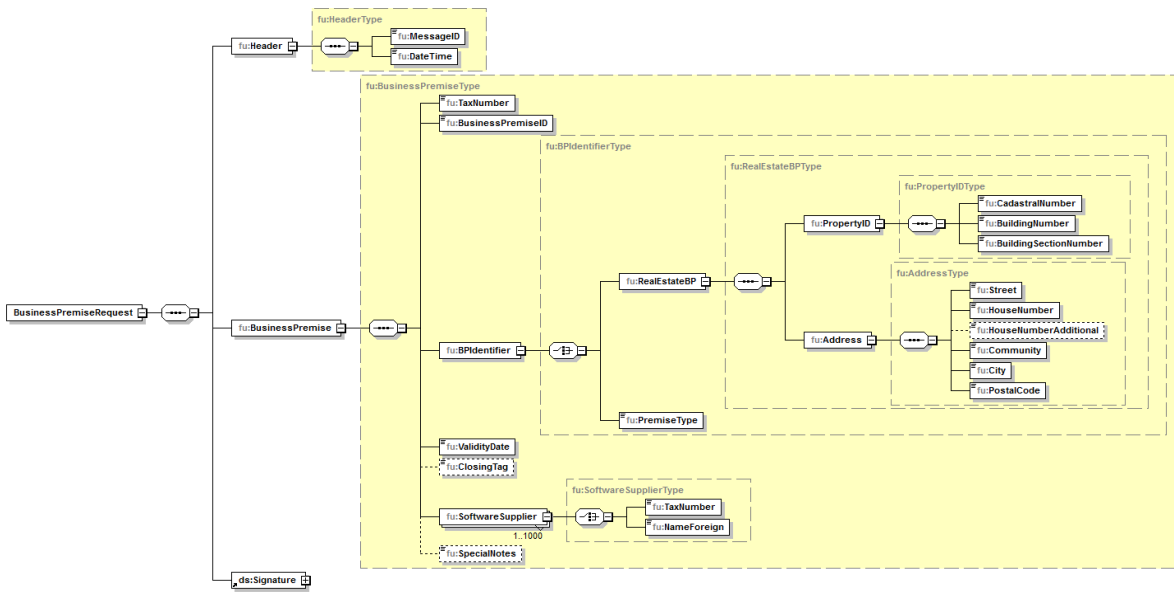 fu:HeaderType
fu:Header
fu:MessageID
fu:DateTime
fu:BusinessPremiseType
fu:TaxNumber
fu:BusinessPremiseID
fu:BPIdentifierType
fu:RealEstateBPType
fu:PropertyIDType
fu:CadastralNumber
fu:PropertyID
fu:BuildingNumber
fu:BuildingSectionNumber
fu:AddressType
fu:RealEstateBP
fu:Street
fu:HouseNumber
BusinessPremiseRequest
fu:BusinessPremise
fu:HouseNumberAdditional
fu:Address
fu:BPIdentifier
fu:Community
fu:City
fu:PostalCode
fu:PremiseType
fu:ValidityDate
fu:ClosingTag
fu:SoftwareSupplierType
fu:TaxNumber
fu:SoftwareSupplier
fu:NameForeign
1..1000
fu:SpecialNotes
ds:Signature